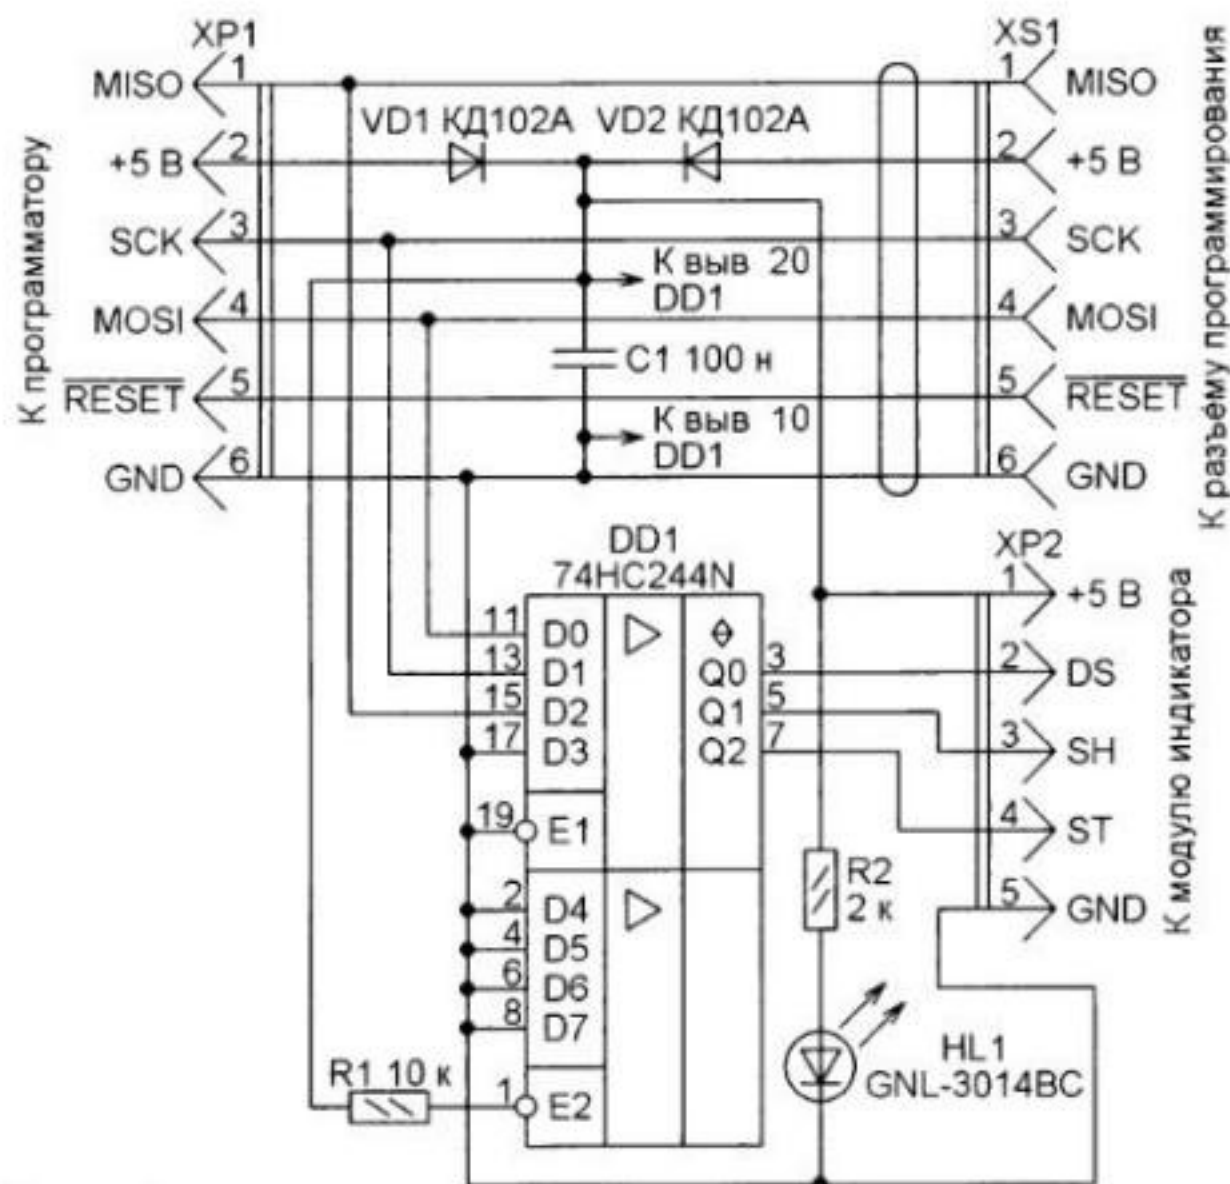 XP1
XS1
MISO
1
1
MISO
VD1 КД102А
VD2 КД102А
+5 В
2
2
+5 В
SCK
3
3
SCK
К выв 20
DD1
MOSI
4
4
MOSI
C1 100 н
RESET
5
5
RESET
К выв 10
DD1
GND
6
6
GND
К программатору
К разъёму программирования
DD1
74HC244N
XP2
1
+5 В
11
D0
13
D1
Q0
3
2
DS
15
D2
Q1
5
17
D3
Q2
7
3
SH
19
E1
4
ST
R2
2 к
2
D4
5
GND
4
D5
6
D6
8
D7
К модулю индикатора
R1 10 к
1
E2
HL1
GNL-3014BC